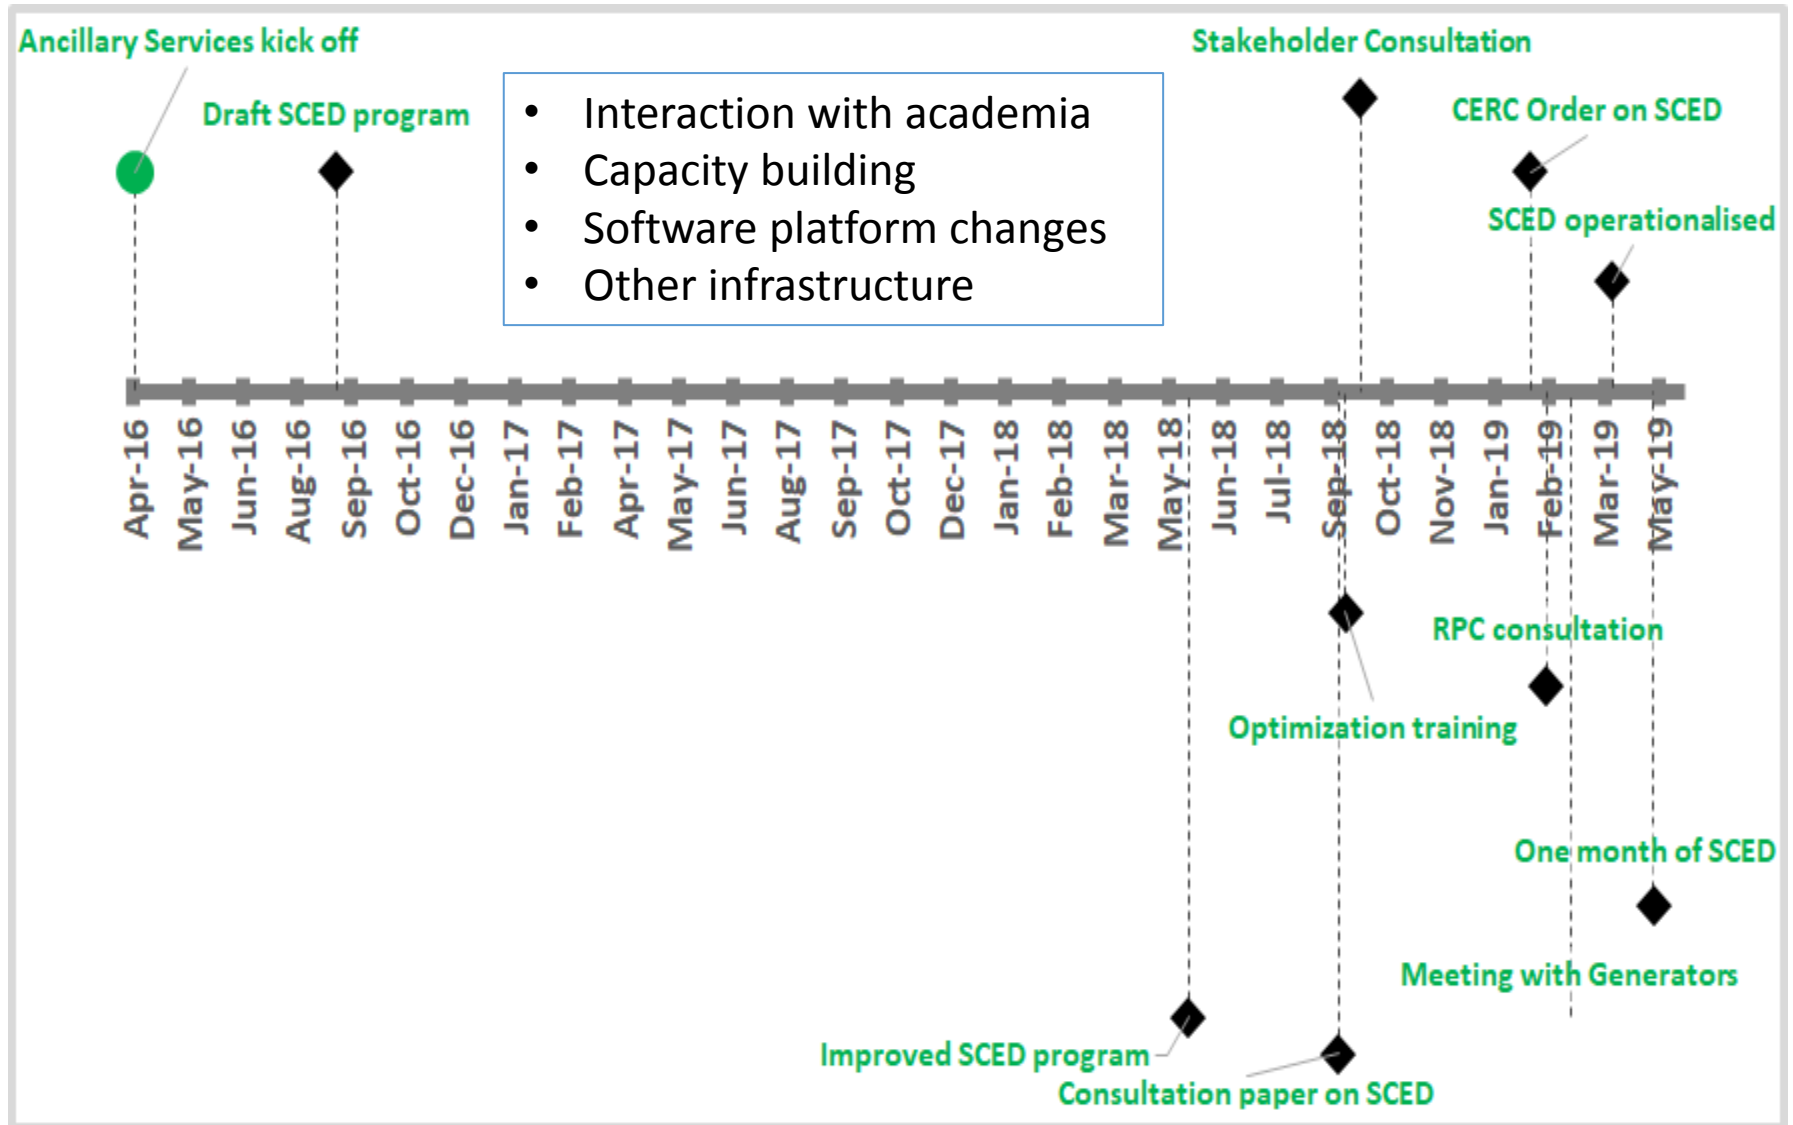 Ancillary Services kick off
Stakeholder Consultation
Draft SCED program
CERC Order on SCED
• Interaction with academia
• Capacity building
• Software platform changes
• Other infrastructure
SCED operationalised
Apr-16
May-16
Jun-16
Aug-16
Sep-16
Oct-16
Dec-16
Jan-17
Feb-17
Apr-17
May-17
Jun-17
Aug-17
Sep-17
Oct-17
Dec-17
Jan-18
Feb-18
Mar-18
May-18
Jun-18
Jul-18
Sep-18
Oct-18
Nov-18
Jan-19
Feb-19
Mar-19
May-19
RPC consultation
Optimization training
One month of SCED
Meeting with Generators
Improved SCED program
Consultation paper on SCED